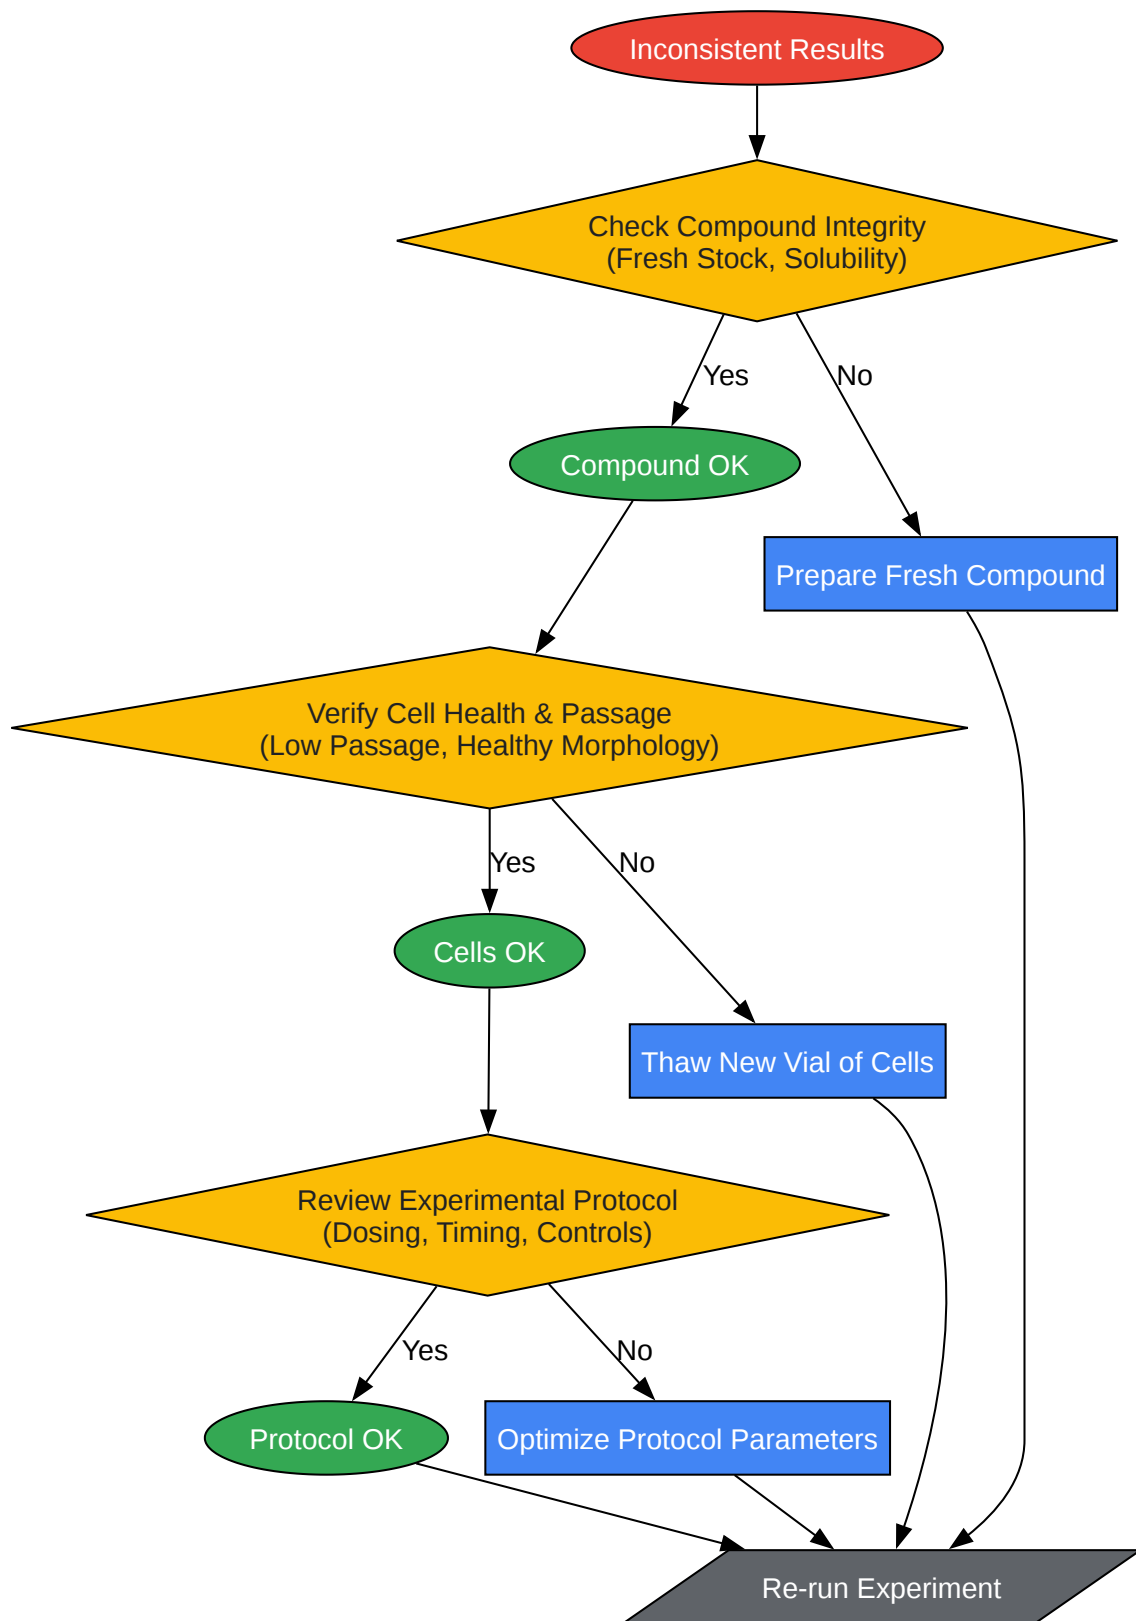 Inconsistent Results
Check Compound Integrity
(Fresh Stock, Solubility)
Yes
No
Compound OK
Prepare Fresh Compound
Verify Cell Health & Passage
(Low Passage, Healthy Morphology)
Yes
No
Cells OK
Thaw New Vial of Cells
Review Experimental Protocol
(Dosing, Timing, Controls)
Yes
No
Protocol OK
Optimize Protocol Parameters
Re-run Experiment